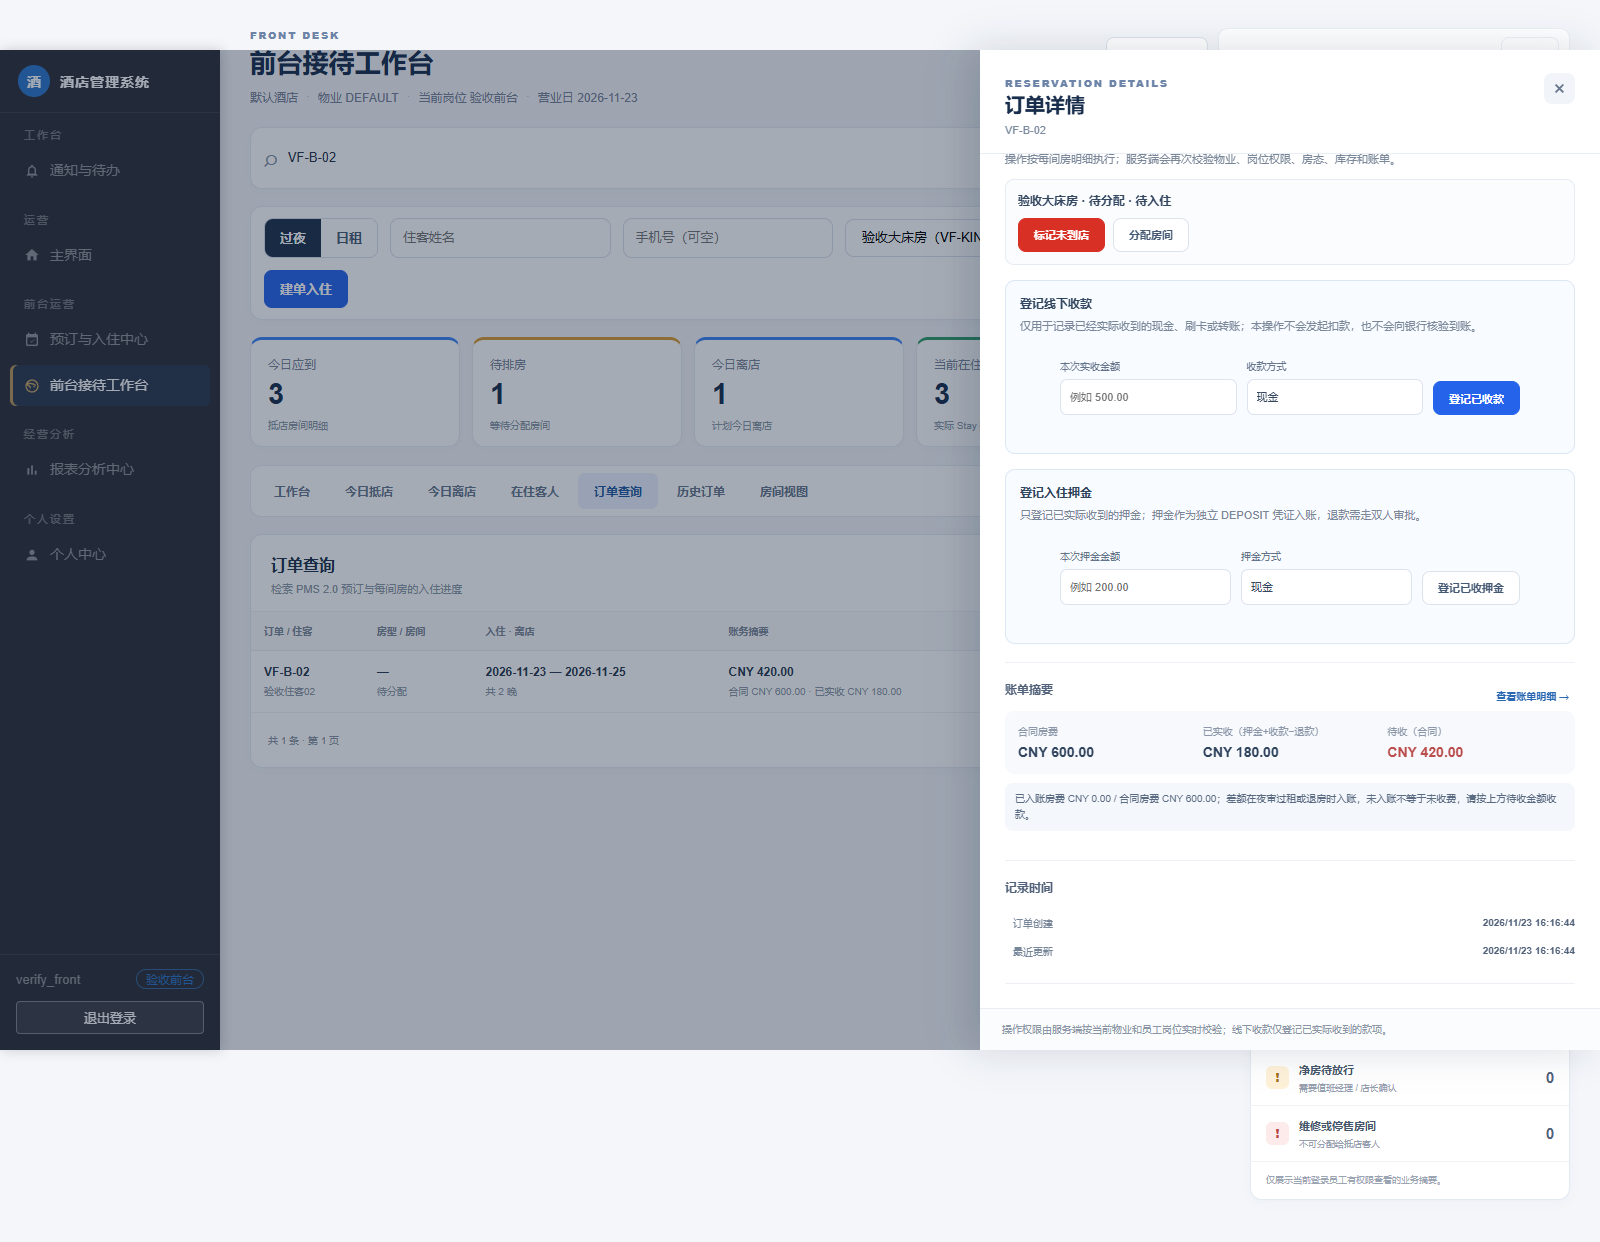 酒 酒店管理系统
工作台
通知与待办
运营
主界面
前台运营
预订与入住中心
前台接待工作台
经营分析
报表分析中心
个人设置
个人中心
verify_front 验收前台
退出登录
FRONT DESK
前台接待工作台
默认酒店 · 物业 DEFAULT · 当前岗位 验收前台 · 营业日 2026-11-23
VF-B-02
过夜 日租 住客姓名 手机号（可空） 验收大床房（VF-KIN
建单入住
今日应到
3
抵店房间明细
待排房
1
等待分配房间
今日离店
1
计划今日离店
当前在住
3
实际 Stay
工作台 今日抵店 今日离店 在住客人 订单查询 历史订单 房间视图
订单查询
检索 PMS 2.0 预订与每间房的入住进度
订单 / 住客 房型 / 房间 入住 · 离店 账务摘要
VF-B-02 — 2026-11-23 — 2026-11-25 CNY 420.00
验收住客02 待分配 共 2 晚 合同 CNY 600.00 · 已实收 CNY 180.00
共 1 条 · 第 1 页
RESERVATION DETAILS
订单详情
VF-B-02
×
操作按每间房明细执行；服务端会再次校验物业、岗位权限、房态、库存和账单。
验收大床房 · 待分配 · 待入住
标记未到店 分配房间
登记线下收款
仅用于记录已经实际收到的现金、刷卡或转账；本操作不会发起扣款，也不会向银行核验到账。
本次实收金额 收款方式
例如 500.00 现金 登记已收款
登记入住押金
只登记已实际收到的押金；押金作为独立 DEPOSIT 凭证入账，退款需走双人审批。
本次押金金额 押金方式
例如 200.00 现金 登记已收押金
账单摘要
查看账单明细 →
合同房费 已实收（押金+收款−退款） 待收（合同）
CNY 600.00 CNY 180.00 CNY 420.00
已入账房费 CNY 0.00 / 合同房费 CNY 600.00；差额在夜审过租或退房时入账，未入账不等于未收费，请按上方待收金额收
款。
记录时间
订单创建 2026/11/23 16:16:44
最近更新 2026/11/23 16:16:44
操作权限由服务端按当前物业和员工岗位实时校验；线下收款仅登记已实际收到的款项。
! 净房待放行 0
需要值班经理 / 店长确认
! 维修或停售房间 0
不可分配给抵店客人
仅展示当前登录员工有权限查看的业务摘要。